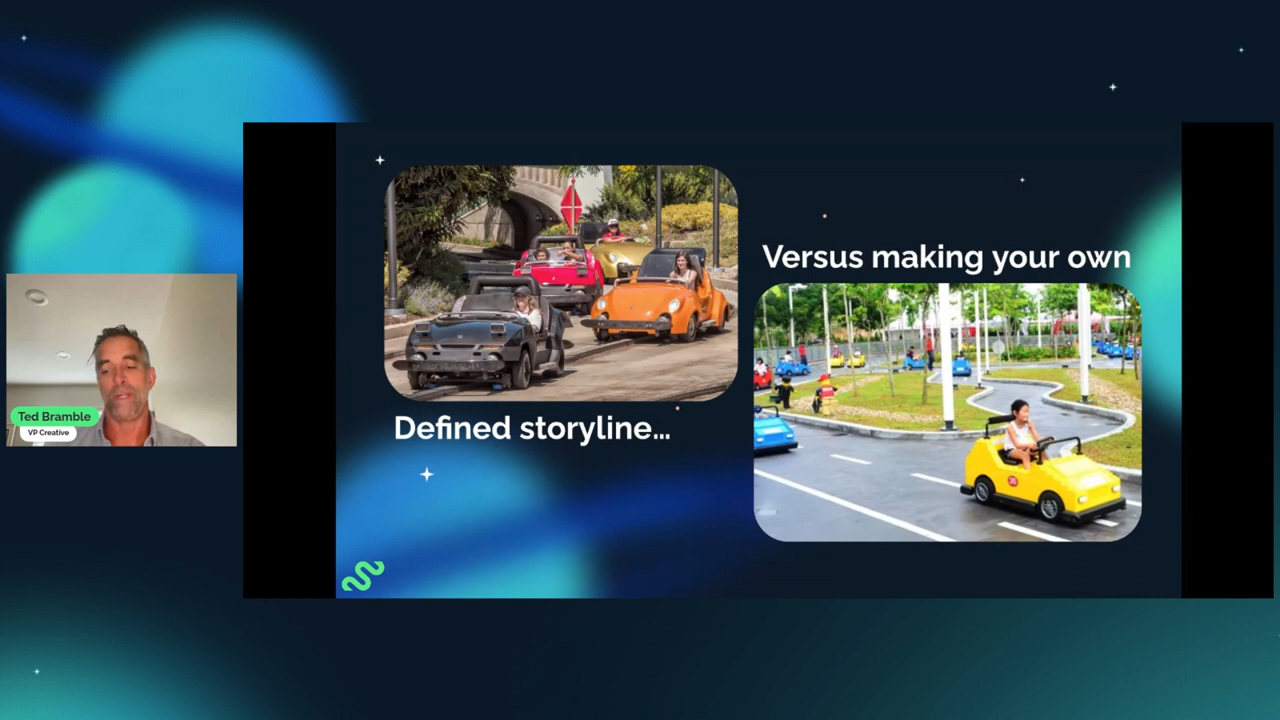 Versus making your own
Defined storyline...
Ted Bramble
VP Creative